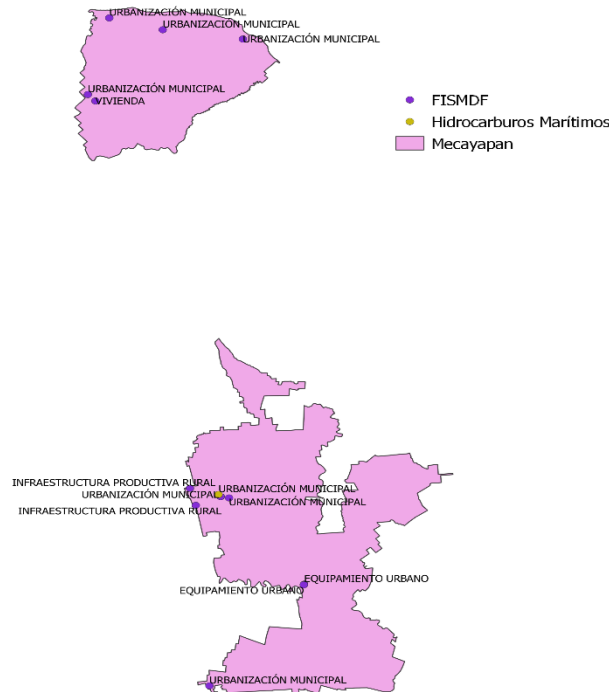 URBANIZACIÓN MUNICIPAL
URBANIZACIÓN MUNICIPAL
URBANIZACIÓN MUNICIPAL
URBANIZACIÓN MUNICIPAL
VIVIENDA
FISMDF
Hidrocarburos Marítimos
Mecayapan
INFRAESTRUCTURA PRODUCTIVA RURAL
URBANIZACIÓN MUNICIPAL
URBANIZACIÓN MUNICIPAL
URBANIZACIÓN MUNICIPAL
INFRAESTRUCTURA PRODUCTIVA RURAL
EQUIPAMIENTO URBANO
EQUIPAMIENTO URBANO
URBANIZACIÓN MUNICIPAL